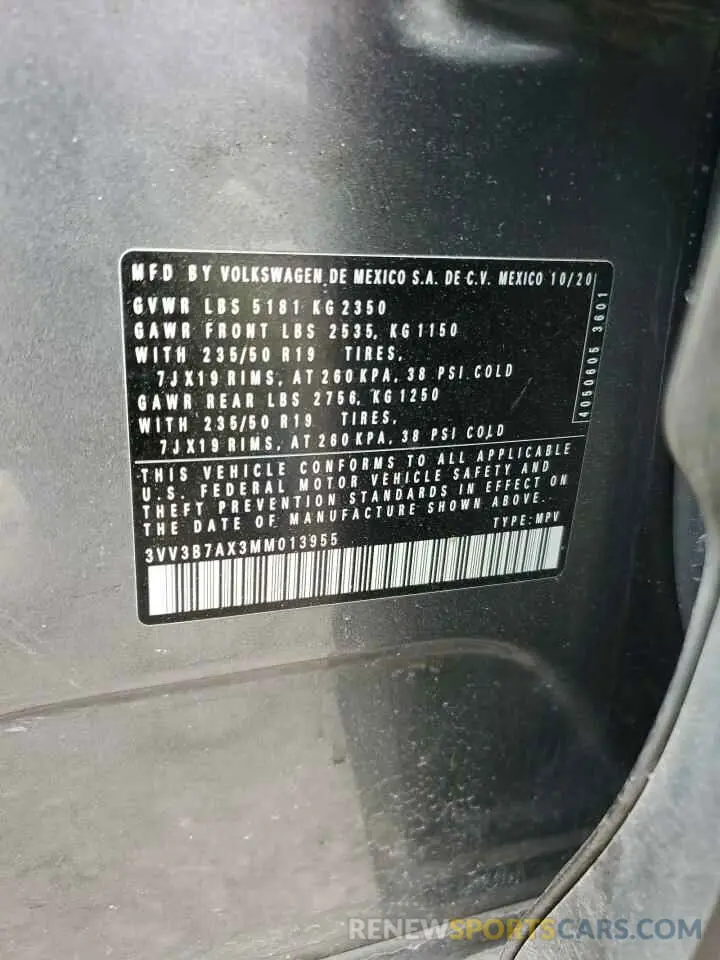 MFD BY VOLKSWAGEN DE MEXICO S.A. DE C.V. MEXICO 10/20
GVWR LBS 5181 KG 2350
GAWR FRONT LBS 2535, KG 1150
WITH 235/50 R19 TIRES,
7JX19 RIMS, AT 260 KPA, 38 PSI COLD
GAWR REAR LBS 2756, KG 1250
WITH 235/50 R19 TIRES,
7JX19 RIMS, AT 260 KPA, 38 PSI COLD
4050605 3601
THIS VEHICLE CONFORMS TO ALL APPLICABLE
U.S. FEDERAL MOTOR VEHICLE SAFETY AND
THEFT PREVENTION STANDARDS IN EFFECT ON
THE DATE OF MANUFACTURE SHOWN ABOVE.
TYPE: MPV
3VV3B7AX3MM013955
RENEWSPORTSCARS.COM